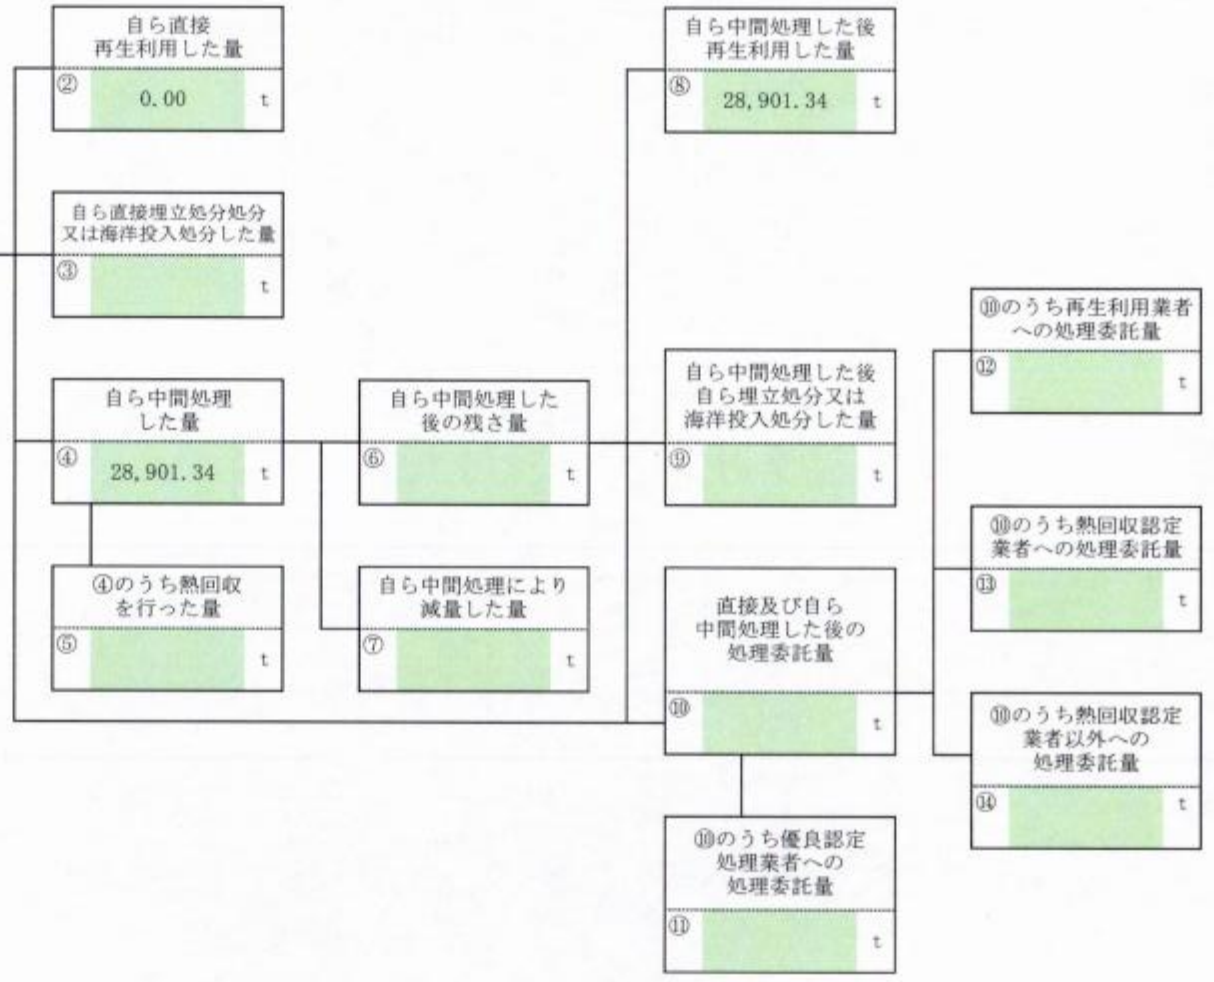 自ら直接
再生利用した量
② 0.00 t
自ら直接埋立処分処分
又は海洋投入処分した量
③ t
自ら中間処理
した量
④ 28,901.34 t
④のうち熱回収
を行った量
⑤ t
自ら中間処理した
後の残さ量
⑥ t
自ら中間処理により
減量した量
⑦ t
自ら中間処理した後
再生利用した量
⑧ 28,901.34 t
自ら中間処理した後
自ら埋立処分又は
海洋投入処分した量
⑨ t
直接及び自ら
中間処理した後の
処理委託量
⑩ t
⑩のうち優良認定
処理業者への
処理委託量
⑪ t
⑩のうち再生利用業者
への処理委託量
⑫ t
⑩のうち熱回収認定
業者への処理委託量
⑬ t
⑩のうち熱回収認定
業者以外への
処理委託量
⑭ t